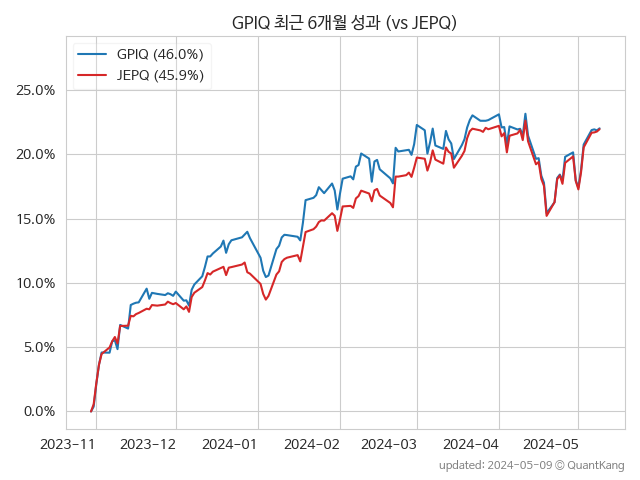 GPIQ 최근 6개월 성과 (vs JEPQ)
GPIQ (46.0%)
JEPQ (45.9%)
25.0%
20.0%
15.0%
10.0%
5.0%
0.0%
2023-11 2023-12 2024-01 2024-02 2024-03 2024-04 2024-05
updated: 2024-05-09 © QuantKang